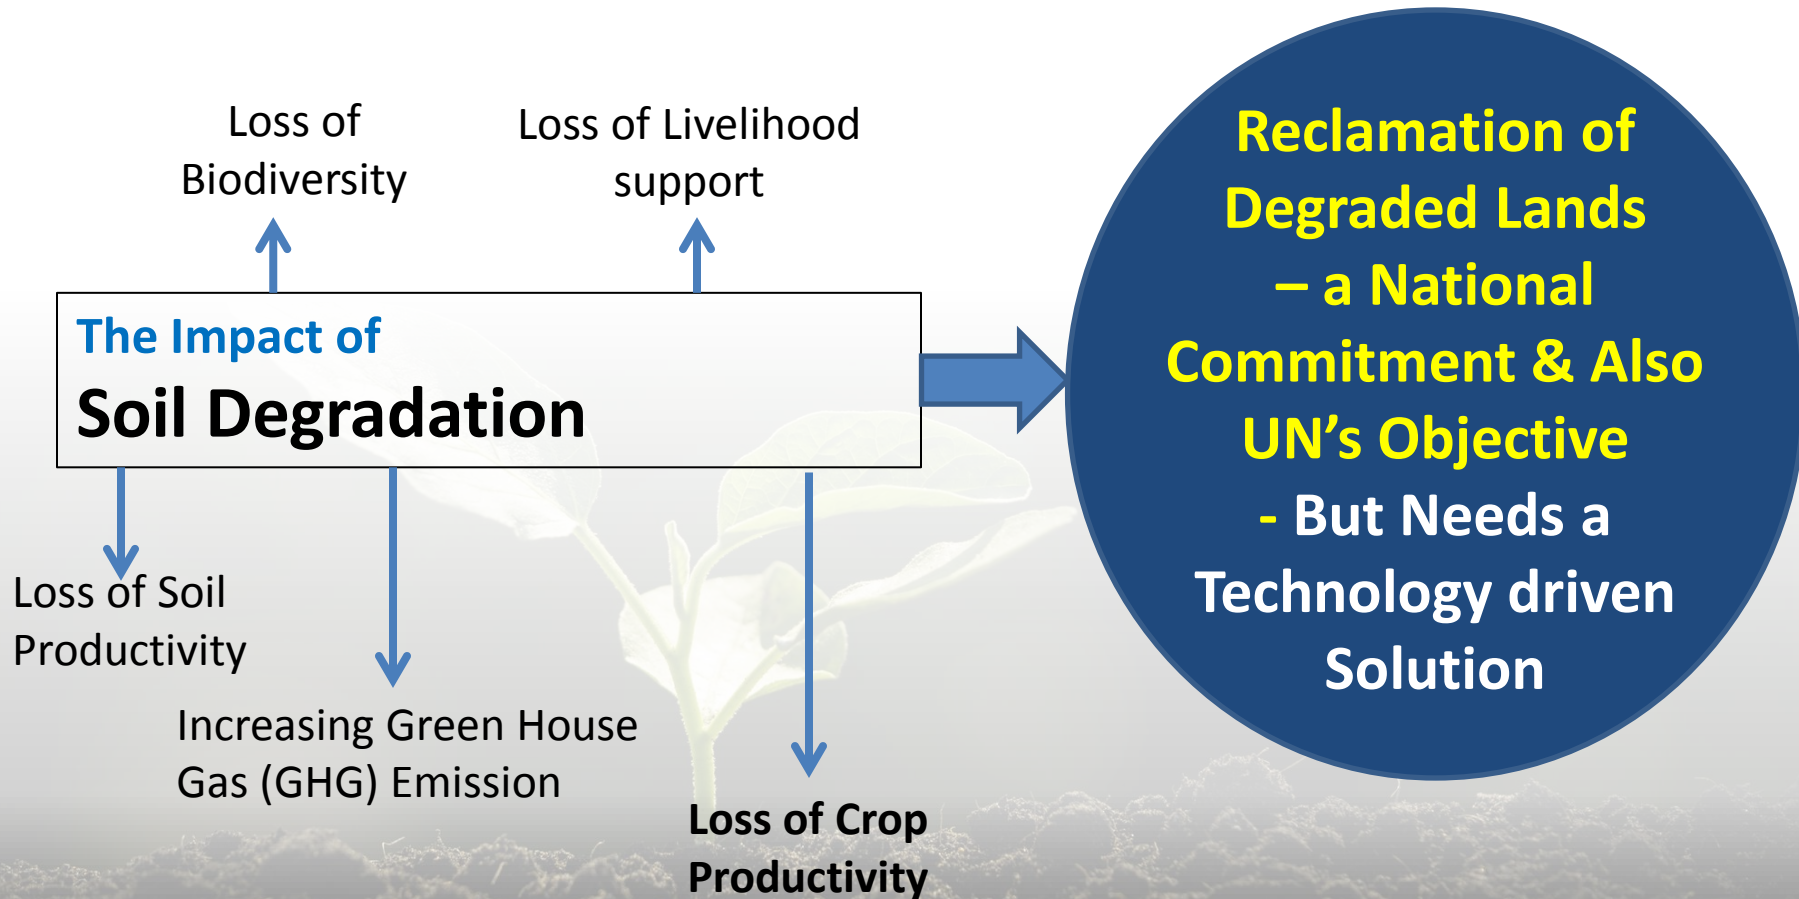 Loss of
Biodiversity
Loss of Livelihood
support
The Impact of
Soil Degradation
Loss of Soil
Productivity
Increasing Green House
Gas (GHG) Emission
Loss of Crop
Productivity
Reclamation of
Degraded Lands
– a National
Commitment & Also
UN’s Objective
- But Needs a
Technology driven
Solution